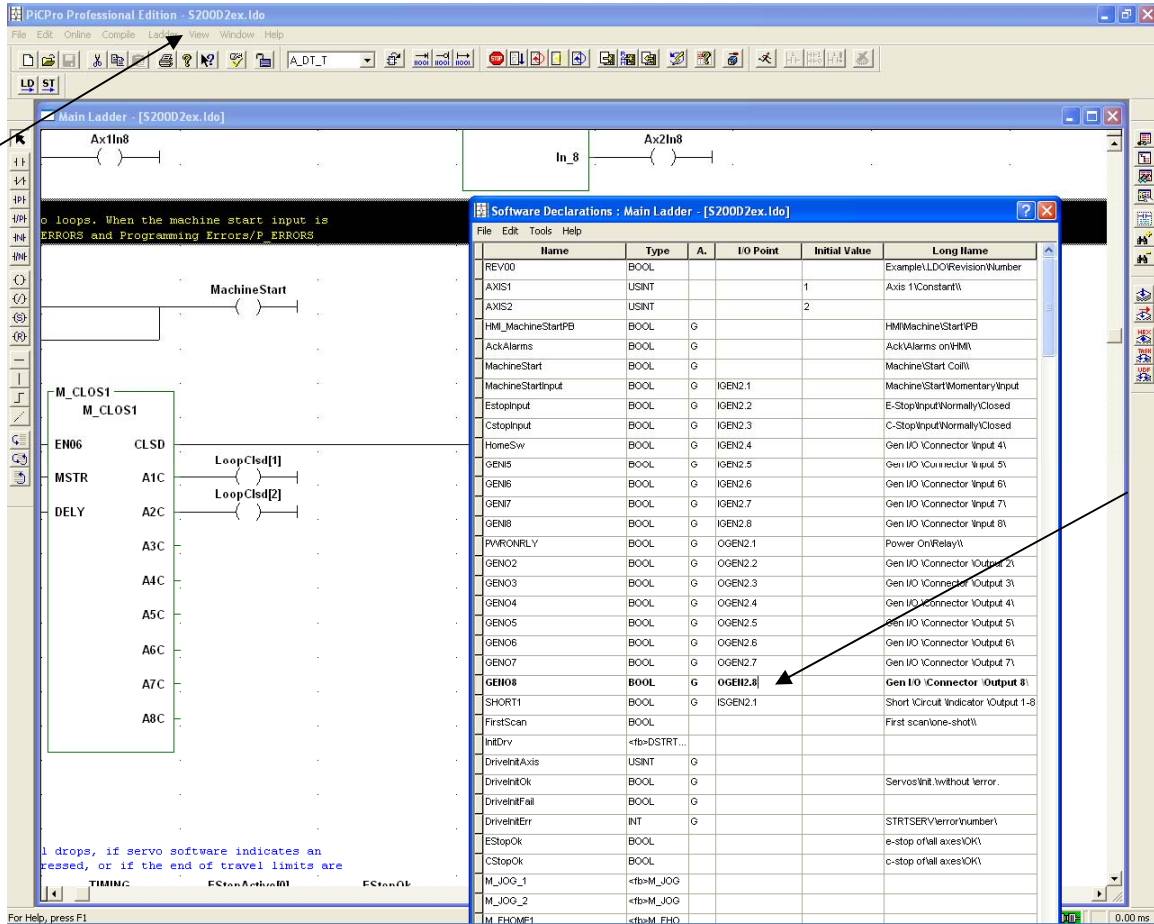 PiCPro Professional Edition - S200D2ex.ldo
File Edit Online Compile Ladder View Window Help
A_DT_T
LD ST
Main Ladder - [S200D2ex.ldo]
Ax1In8
In_8
Ax2In8
o loops. When the machine start input is
ERRORS and Programming Errors/P_ERRORS
MachineStart
M_CLOS1
M_CLOS1
EN06 CLSD
LoopClsd[1]
MSTR A1C
LoopClsd[2]
DELY A2C
A3C
A4C
A5C
A6C
A7C
A8C
l drops, if servo software indicates an
ressed, or if the end of travel limits are
TIMING EStopActive[0] EStopOk
Software Declarations : Main Ladder - [S200D2ex.ldo]
File Edit Tools Help
Name Type A. I/O Point Initial Value Long Name
REV00 BOOL Example\.LDO\Revision\Number
AXIS1 USINT 1 Axis 1\Constant\\
AXIS2 USINT 2
HMI_MachineStartPB BOOL G HMI\Machine\Start\PB
AckAlarms BOOL G Ack\Alarms on\HMI\
MachineStart BOOL G Machine\Start Coil\\
MachineStartInput BOOL G IGEN2.1 Machine\Start\Momentary\Input
EstopInput BOOL G IGEN2.2 E-Stop\Input\Normally\Closed
CstopInput BOOL G IGEN2.3 C-Stop\Input\Normally\Closed
HomeSw BOOL G IGEN2.4 Gen I/O \Connector \Input 4\
GENI5 BOOL G IGEN2.5 Gen I/O \Connector \Input 5\
GENI6 BOOL G IGEN2.6 Gen I/O \Connector \Input 6\
GENI7 BOOL G IGEN2.7 Gen I/O \Connector \Input 7\
GENI8 BOOL G IGEN2.8 Gen I/O \Connector \Input 8\
PWRONRLY BOOL G OGEN2.1 Power On\Relay\\
GENO2 BOOL G OGEN2.2 Gen I/O \Connector \Output 2\
GENO3 BOOL G OGEN2.3 Gen I/O \Connector \Output 3\
GENO4 BOOL G OGEN2.4 Gen I/O \Connector \Output 4\
GENO5 BOOL G OGEN2.5 Gen I/O \Connector \Output 5\
GENO6 BOOL G OGEN2.6 Gen I/O \Connector \Output 6\
GENO7 BOOL G OGEN2.7 Gen I/O \Connector \Output 7\
GENO8 BOOL G OGEN2.8 Gen I/O \Connector \Output 8\
SHORT1 BOOL G ISGEN2.1 Short \Circuit \Indicator \Output 1-8
FirstScan BOOL First scan\one-shot\\
InitDrv <fb>DSTRT...
DriveInitAxis USINT G
DriveInitOk BOOL G Servos\Init.\without \error.
DriveInitFail BOOL G
DriveInitErr INT G STRTSERV\error\number\
EStopOk BOOL e-stop of\all axes\OK\
CStopOk BOOL c-stop of\all axes\OK\
M_JOG_1 <fb>M_JOG
M_JOG_2 <fb>M_JOG
M_FHOME1 <fb>M_FHO
HEX
TASK
UDF
For Help, press F1
0.00 ms